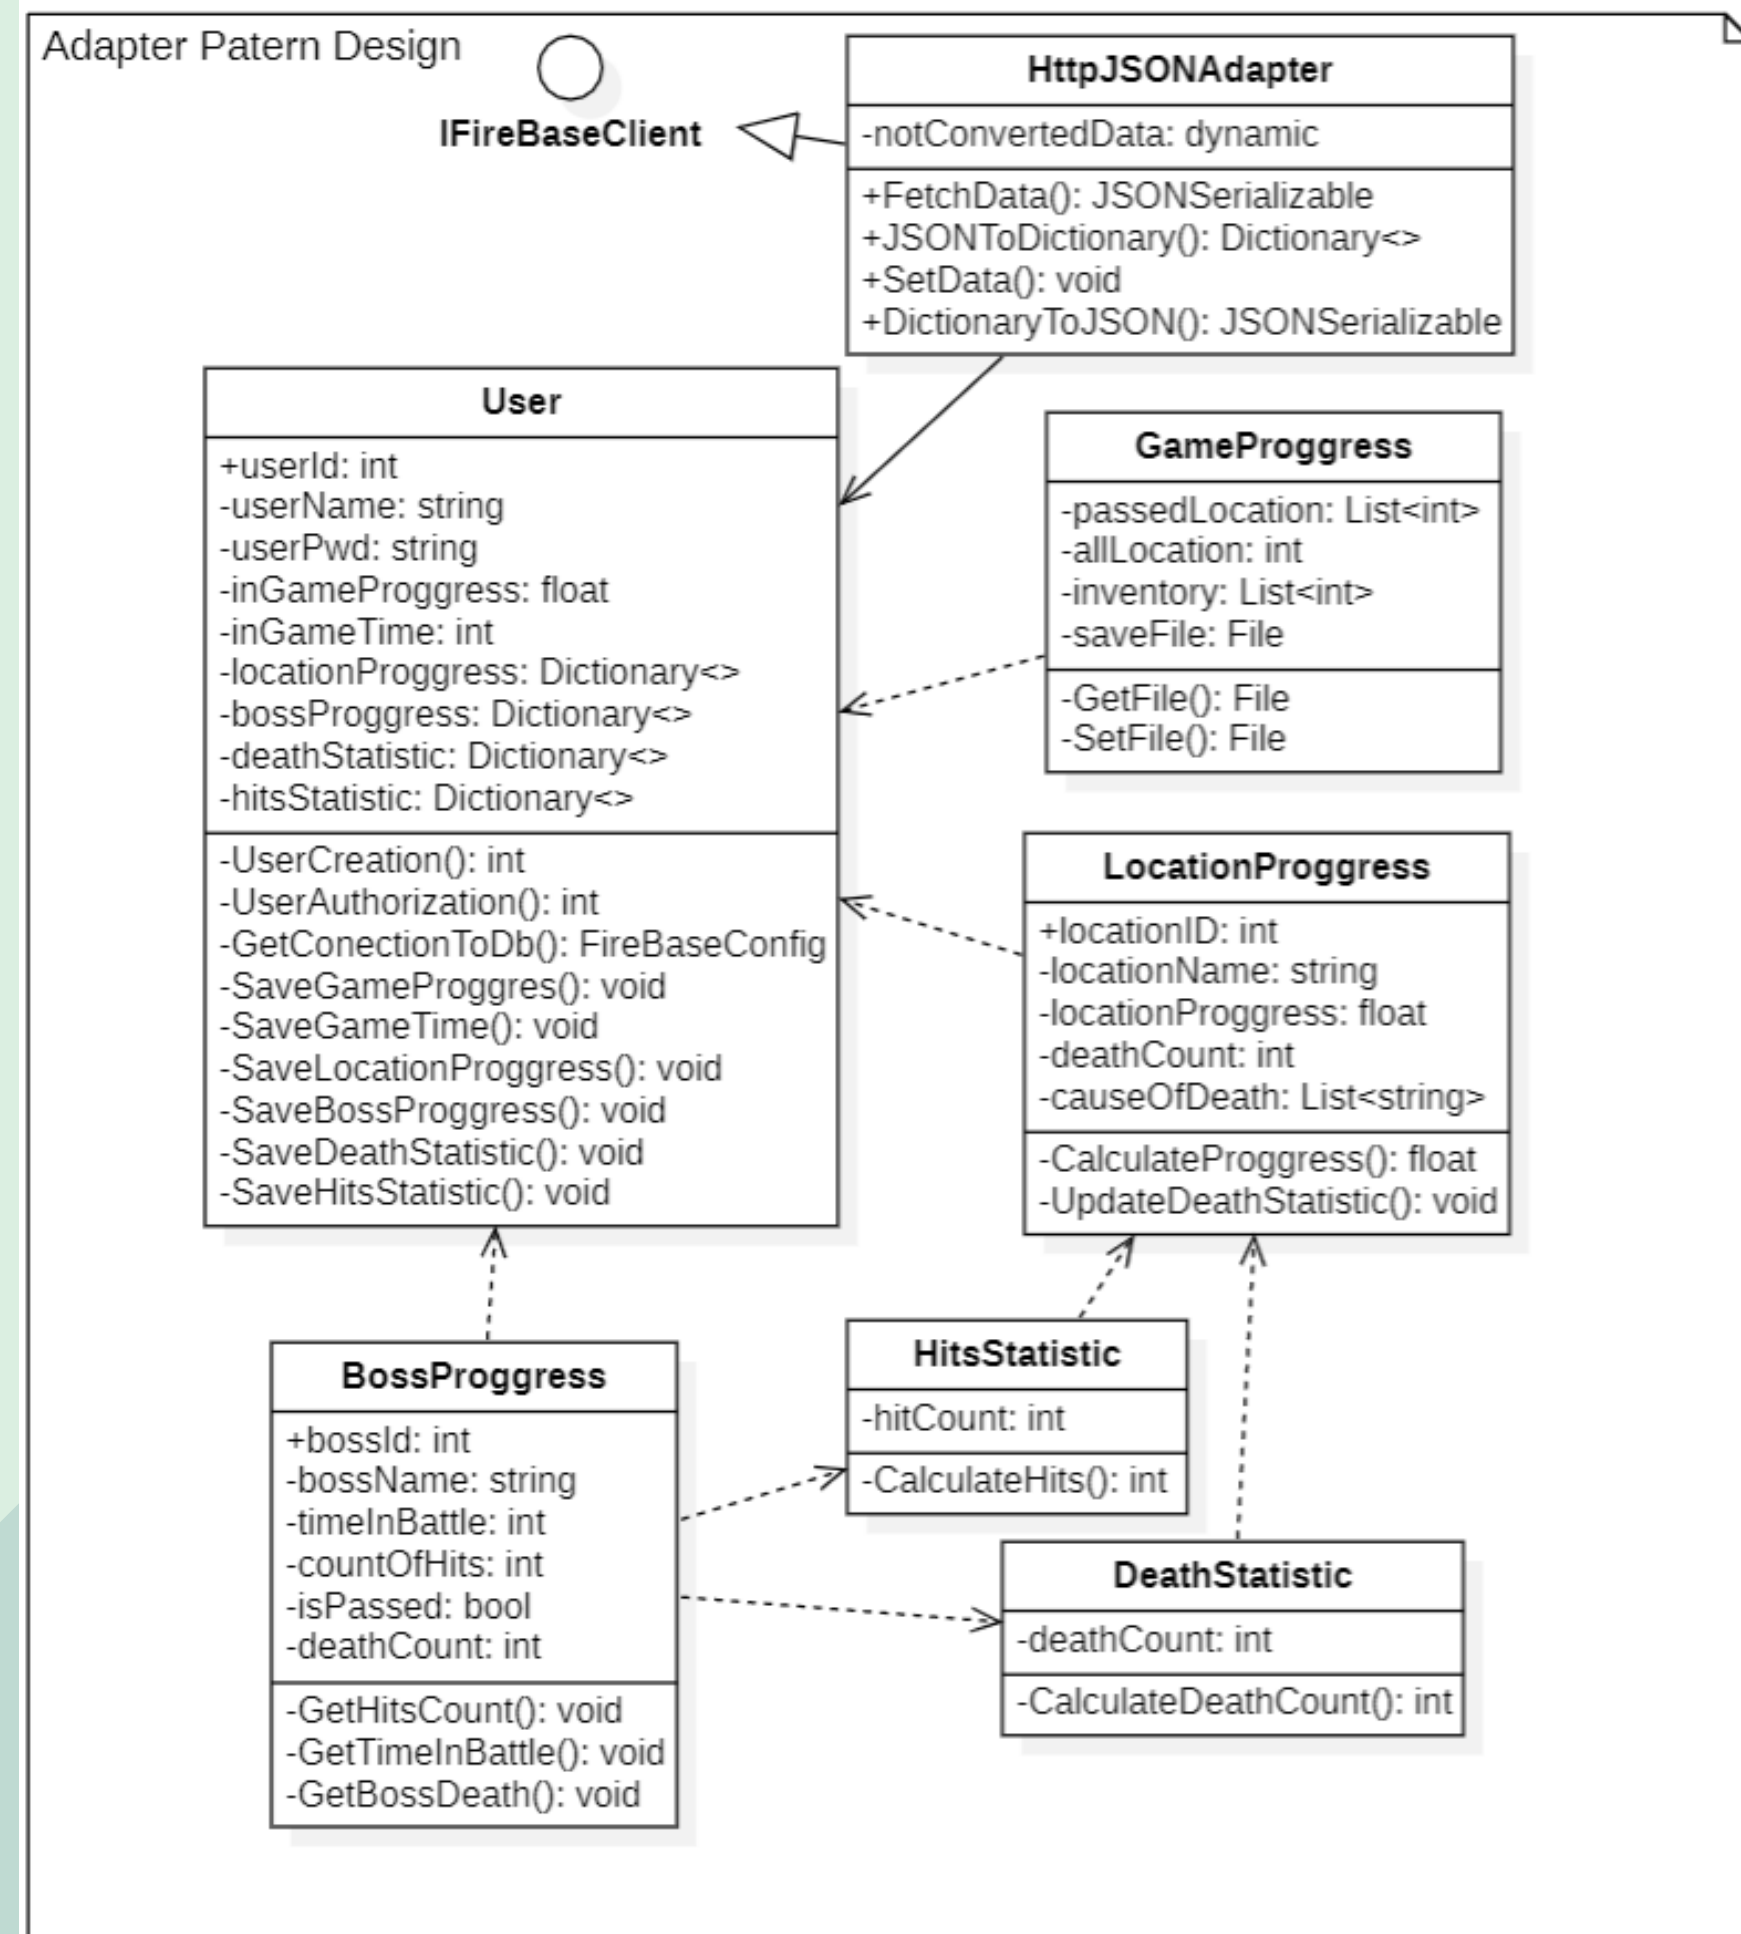 Adapter Patern Design
IFireBaseClient
HttpJSONAdapter
-notConvertedData: dynamic
+FetchData(): JSONSerializable
+JSONToDictionary(): Dictionary<>
+SetData(): void
+DictionaryToJSON(): JSONSerializable
User
+userId: int
-userName: string
-userPwd: string
-inGameProggress: float
-inGameTime: int
-locationProggress: Dictionary<>
-bossProggress: Dictionary<>
-deathStatistic: Dictionary<>
-hitsStatistic: Dictionary<>
-UserCreation(): int
-UserAuthorization(): int
-GetConectionToDb(): FireBaseConfig
-SaveGameProggres(): void
-SaveGameTime(): void
-SaveLocationProggress(): void
-SaveBossProggress(): void
-SaveDeathStatistic(): void
-SaveHitsStatistic(): void
GameProggress
-passedLocation: List<int>
-allLocation: int
-inventory: List<int>
-saveFile: File
-GetFile(): File
-SetFile(): File
LocationProggress
+locationID: int
-locationName: string
-locationProggress: float
-deathCount: int
-causeOfDeath: List<string>
-CalculateProggress(): float
-UpdateDeathStatistic(): void
BossProggress
+bossId: int
-bossName: string
-timeInBattle: int
-countOfHits: int
-isPassed: bool
-deathCount: int
-GetHitsCount(): void
-GetTimeInBattle(): void
-GetBossDeath(): void
HitsStatistic
-hitCount: int
-CalculateHits(): int
DeathStatistic
-deathCount: int
-CalculateDeathCount(): int